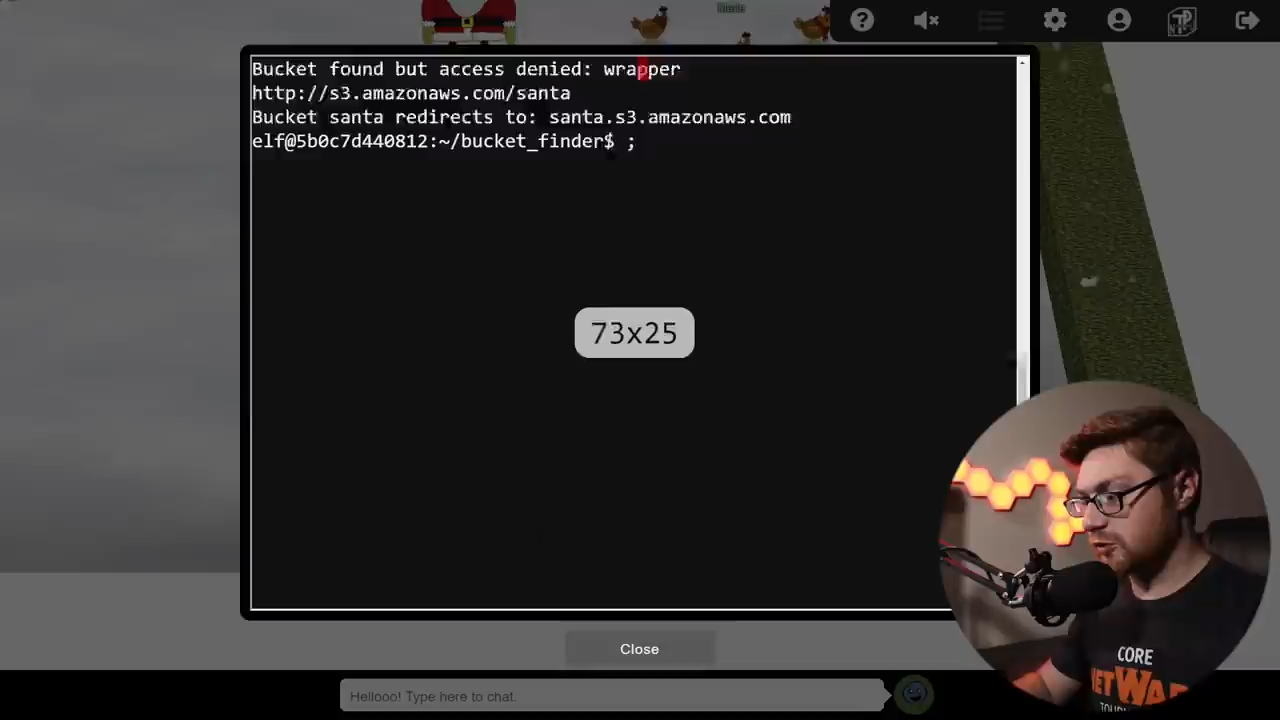 Bucket found but access denied: wrapper
http://s3.amazonaws.com/santa
Bucket santa redirects to: santa.s3.amazonaws.com
elf@5b0c7d440812:~/bucket_finder$ ;
73x25
Close
Hellooo! Type here to chat.
CORE